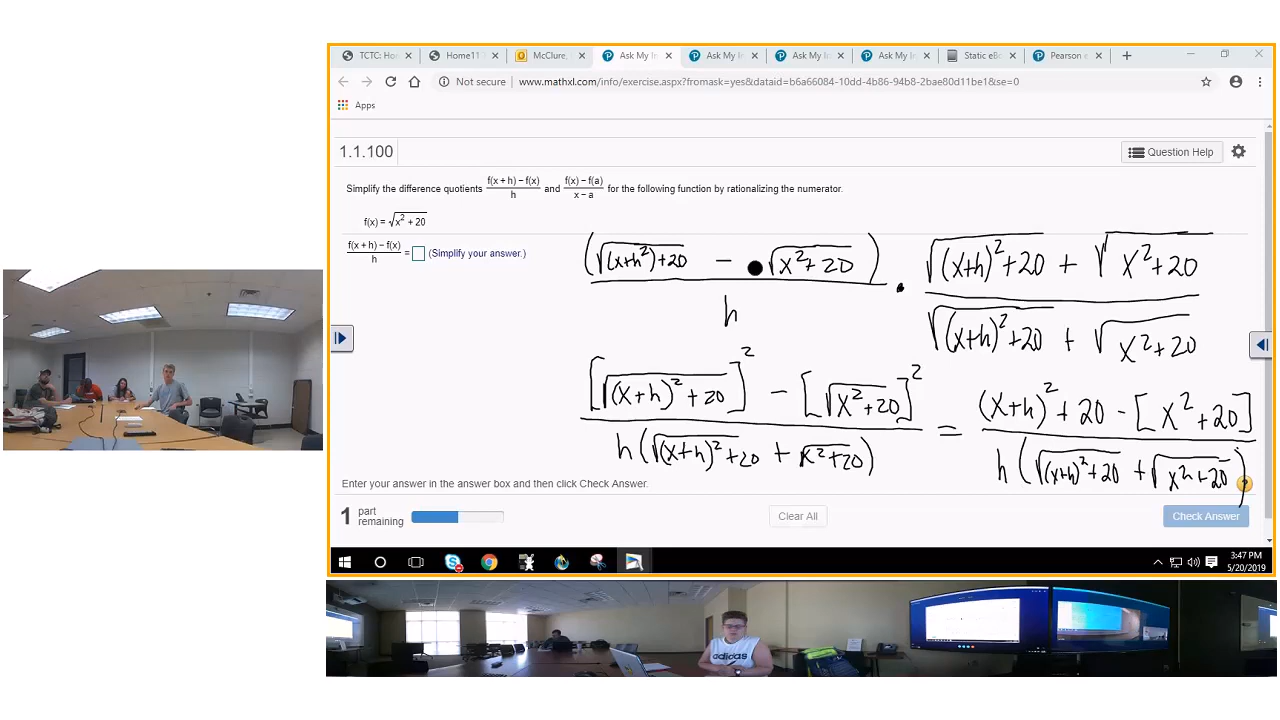 TCTC: Ho Home11 McClure, Ask My In Ask My In Ask My In Ask My In Static eBo Pearson e
Not secure www.mathxl.com/info/exercise.aspx?fromask=yes&dataid=b6a66084-10dd-4b86-94b8-2bae80d11be1&se=0
Apps
1.1.100 Question Help
Simplify the difference quotients f(x + h) − f(x) / h and f(x) − f(a) / x − a for the following function by rationalizing the numerator.
f(x) = √(x² + 20)
f(x + h) − f(x) / h = (Simplify your answer.)
(√((x+h²)+20) − √(x²+20)) / h · (√((x+h)²+20) + √(x²+20)) / (√((x+h)²+20) + √(x²+20))
([√((x+h)²+20)]² − [√(x²+20)]²) / h(√((x+h)²+20) + √(x²+20)) = ((x+h)²+20 − [x²+20]) / h(√((x+h)²+20) + √(x²+20))
Enter your answer in the answer box and then click Check Answer.
1 part remaining Clear All Check Answer
3:47 PM
5/20/2019
adidas